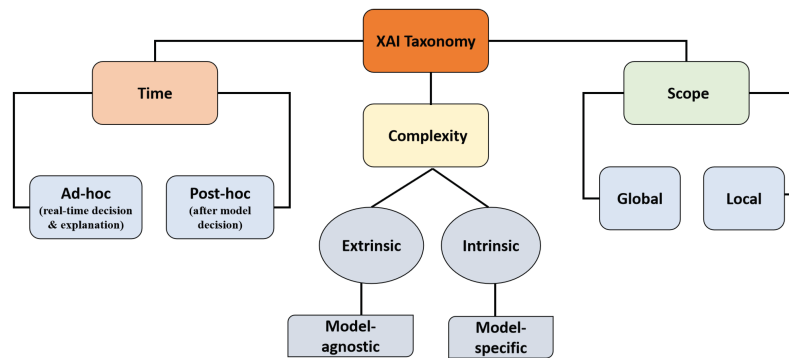 XAI Taxonomy
Time
Scope
Complexity
Ad-hoc
(real-time decision
& explanation)
Post-hoc
(after model
decision)
Global
Local
Extrinsic
Intrinsic
Model-
agnostic
Model-
specific